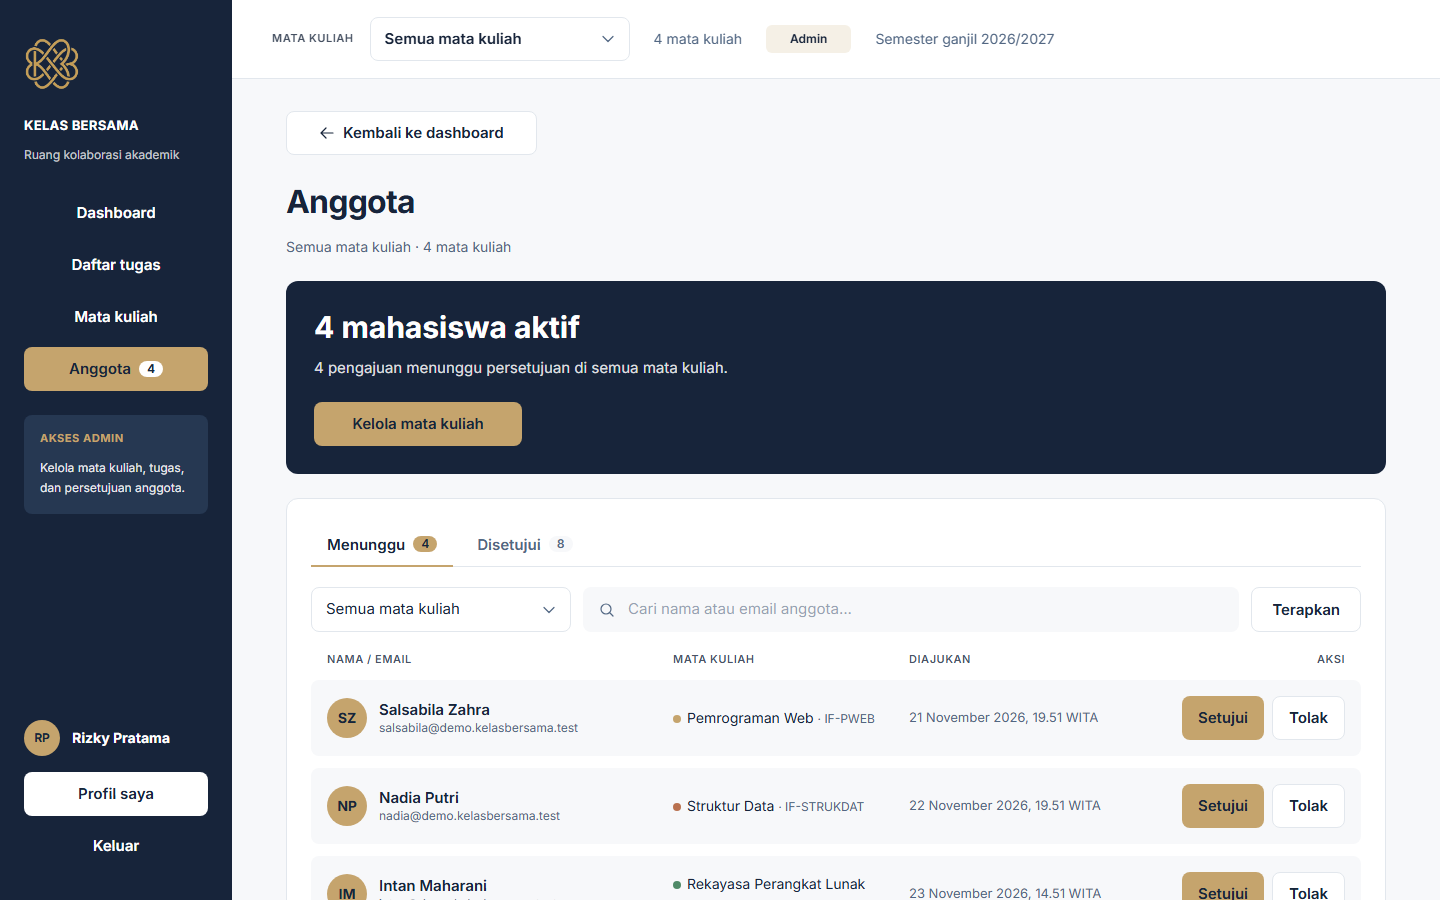 KELAS BERSAMA
Ruang kolaborasi akademik
Dashboard
Daftar tugas
Mata kuliah
Anggota 4
AKSES ADMIN
Kelola mata kuliah, tugas,
dan persetujuan anggota.
RP Rizky Pratama
Profil saya
Keluar
MATA KULIAH Semua mata kuliah 4 mata kuliah Admin Semester ganjil 2026/2027
← Kembali ke dashboard
Anggota
Semua mata kuliah · 4 mata kuliah
4 mahasiswa aktif
4 pengajuan menunggu persetujuan di semua mata kuliah.
Kelola mata kuliah
Menunggu 4 Disetujui 8
Semua mata kuliah Cari nama atau email anggota... Terapkan
NAMA / EMAIL MATA KULIAH DIAJUKAN AKSI
SZ Salsabila Zahra
salsabila@demo.kelasbersama.test
Pemrograman Web · IF-PWEB 21 November 2026, 19.51 WITA Setujui Tolak
NP Nadia Putri
nadia@demo.kelasbersama.test
Struktur Data · IF-STRUKDAT 22 November 2026, 19.51 WITA Setujui Tolak
IM Intan Maharani
Rekayasa Perangkat Lunak
23 November 2026, 14.51 WITA Setujui Tolak